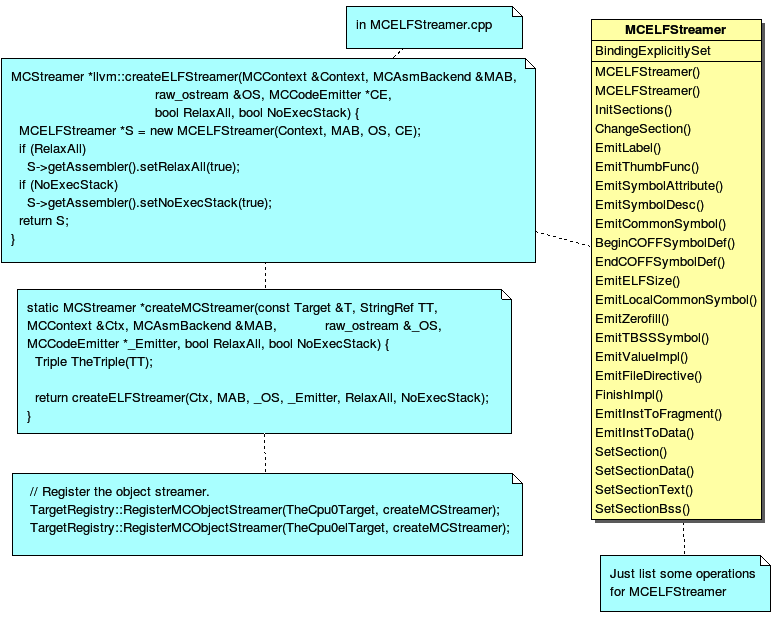 in MCELFStreamer.cpp
MCStreamer *llvm::createELFStreamer(MCContext &Context, MCAsmBackend &MAB,
raw_ostream &OS, MCCodeEmitter *CE,
bool RelaxAll, bool NoExecStack) {
MCELFStreamer *S = new MCELFStreamer(Context, MAB, OS, CE);
if (RelaxAll)
S->getAssembler().setRelaxAll(true);
if (NoExecStack)
S->getAssembler().setNoExecStack(true);
return S;
}
static MCStreamer *createMCStreamer(const Target &T, StringRef TT,
MCContext &Ctx, MCAsmBackend &MAB, raw_ostream &_OS,
MCCodeEmitter *_Emitter, bool RelaxAll, bool NoExecStack) {
Triple TheTriple(TT);
return createELFStreamer(Ctx, MAB, _OS, _Emitter, RelaxAll, NoExecStack);
}
// Register the object streamer.
TargetRegistry::RegisterMCObjectStreamer(TheCpu0Target, createMCStreamer);
TargetRegistry::RegisterMCObjectStreamer(TheCpu0elTarget, createMCStreamer);
MCELFStreamer
BindingExplicitlySet
MCELFStreamer()
MCELFStreamer()
InitSections()
ChangeSection()
EmitLabel()
EmitThumbFunc()
EmitSymbolAttribute()
EmitSymbolDesc()
EmitCommonSymbol()
BeginCOFFSymbolDef()
EndCOFFSymbolDef()
EmitELFSize()
EmitLocalCommonSymbol()
EmitZerofill()
EmitTBSSSymbol()
EmitValueImpl()
EmitFileDirective()
FinishImpl()
EmitInstToFragment()
EmitInstToData()
SetSection()
SetSectionData()
SetSectionText()
SetSectionBss()
Just list some operations
for MCELFStreamer